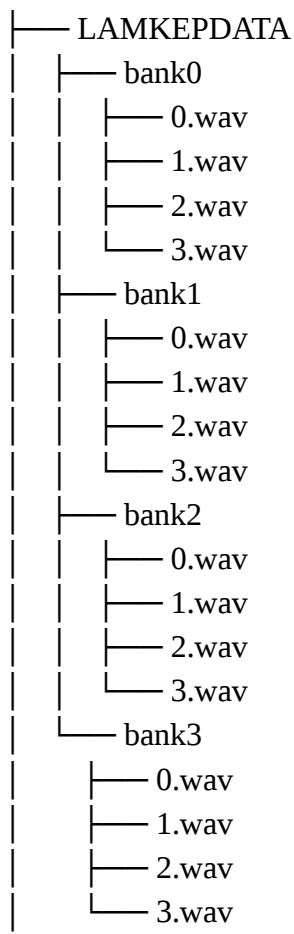 ├── LAMKEPDATA
│   ├── bank0
│   │   ├── 0.wav
│   │   ├── 1.wav
│   │   ├── 2.wav
│   │   └── 3.wav
│   ├── bank1
│   │   ├── 0.wav
│   │   ├── 1.wav
│   │   ├── 2.wav
│   │   └── 3.wav
│   ├── bank2
│   │   ├── 0.wav
│   │   ├── 1.wav
│   │   ├── 2.wav
│   │   └── 3.wav
│   └── bank3
│       ├── 0.wav
│       ├── 1.wav
│       ├── 2.wav
│       └── 3.wav